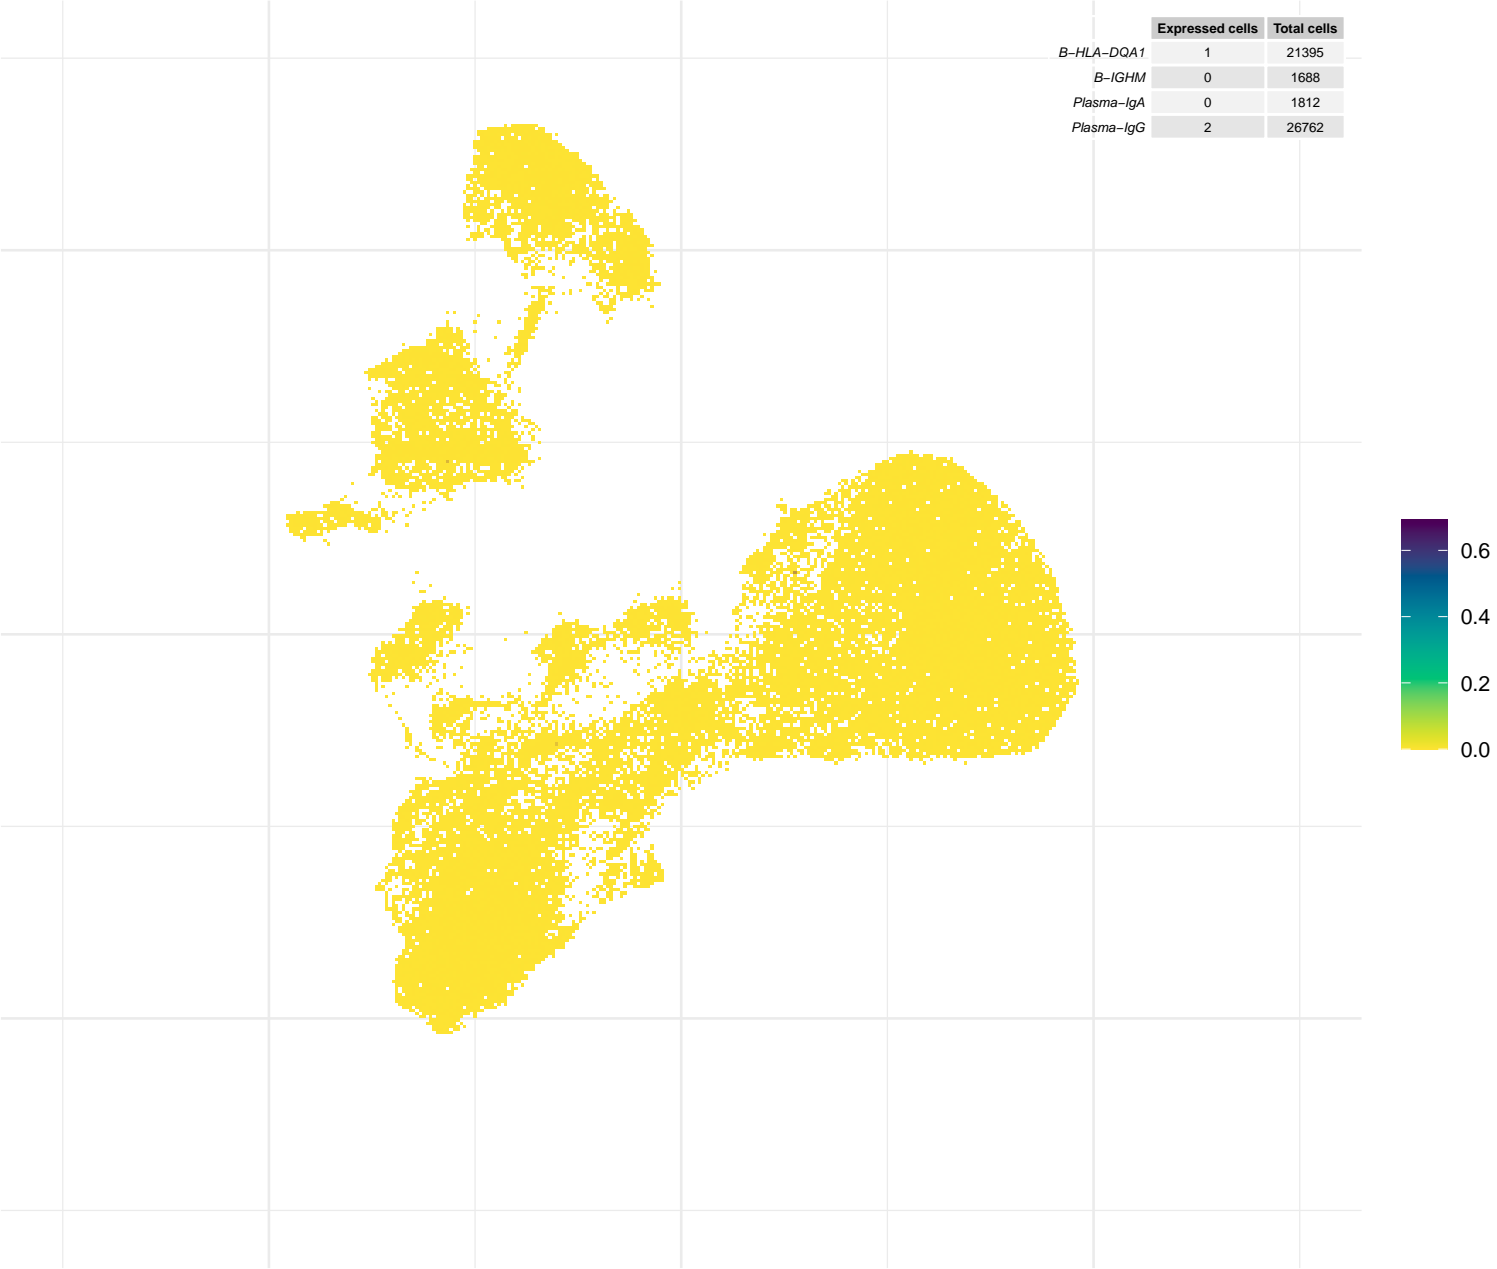 Expressed cells Total cells
B−HLA−DQA1 1 21395
B−IGHM 0 1688
Plasma−IgA 0 1812
Plasma−IgG 2 26762
0.6
0.4
0.2
0.0